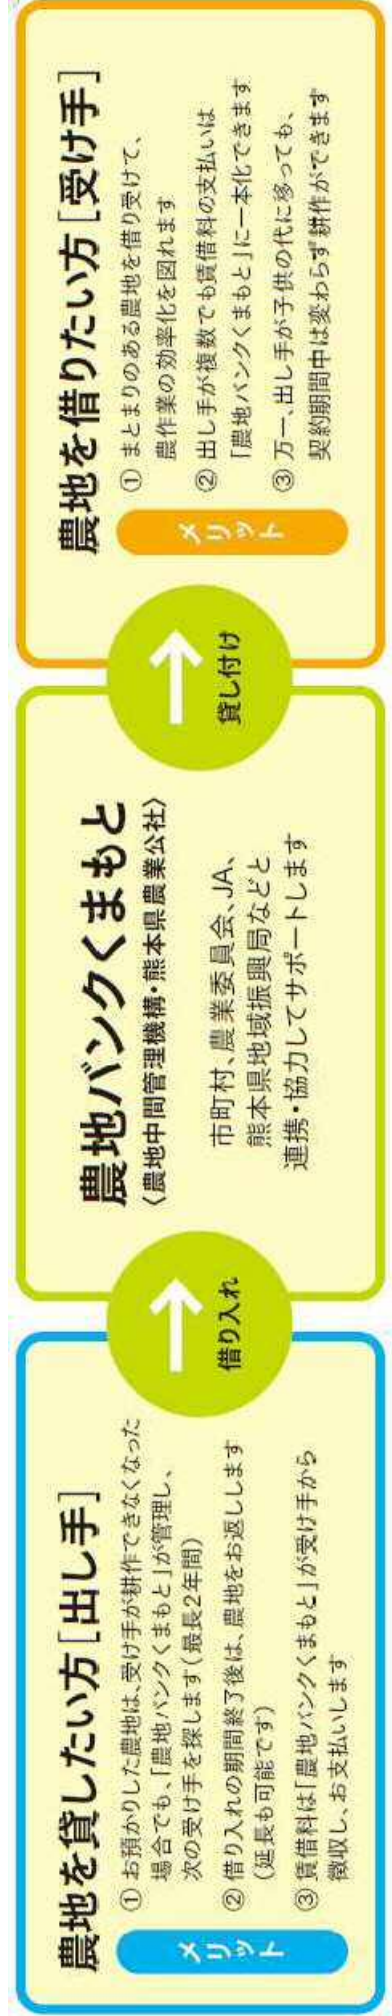 農地を貸したい方[出し手]
メリット
① お預かりした農地は、受け手が耕作できなくなった
場合でも、「農地バンクくまもと」が管理し、
次の受け手を探します(最長2年間)
② 借り入れの期間終了後は、農地をお返しします
(延長も可能です)
③ 賃借料は「農地バンクくまもと」が受け手から
徴収し、お支払いします
借り入れ
農地バンクくまもと
〈農地中間管理機構・熊本県農業公社〉
市町村、農業委員会、JA、
熊本県地域振興局などと
連携・協力してサポートします
貸し付け
農地を借りたい方[受け手]
メリット
① まとまりのある農地を借り受けて、
農作業の効率化を図れます
② 出し手が複数でも賃借料の支払いは
「農地バンクくまもと」に一本化できます
③ 万一、出し手が子供の代に移っても、
契約期間中は変わらず耕作ができます